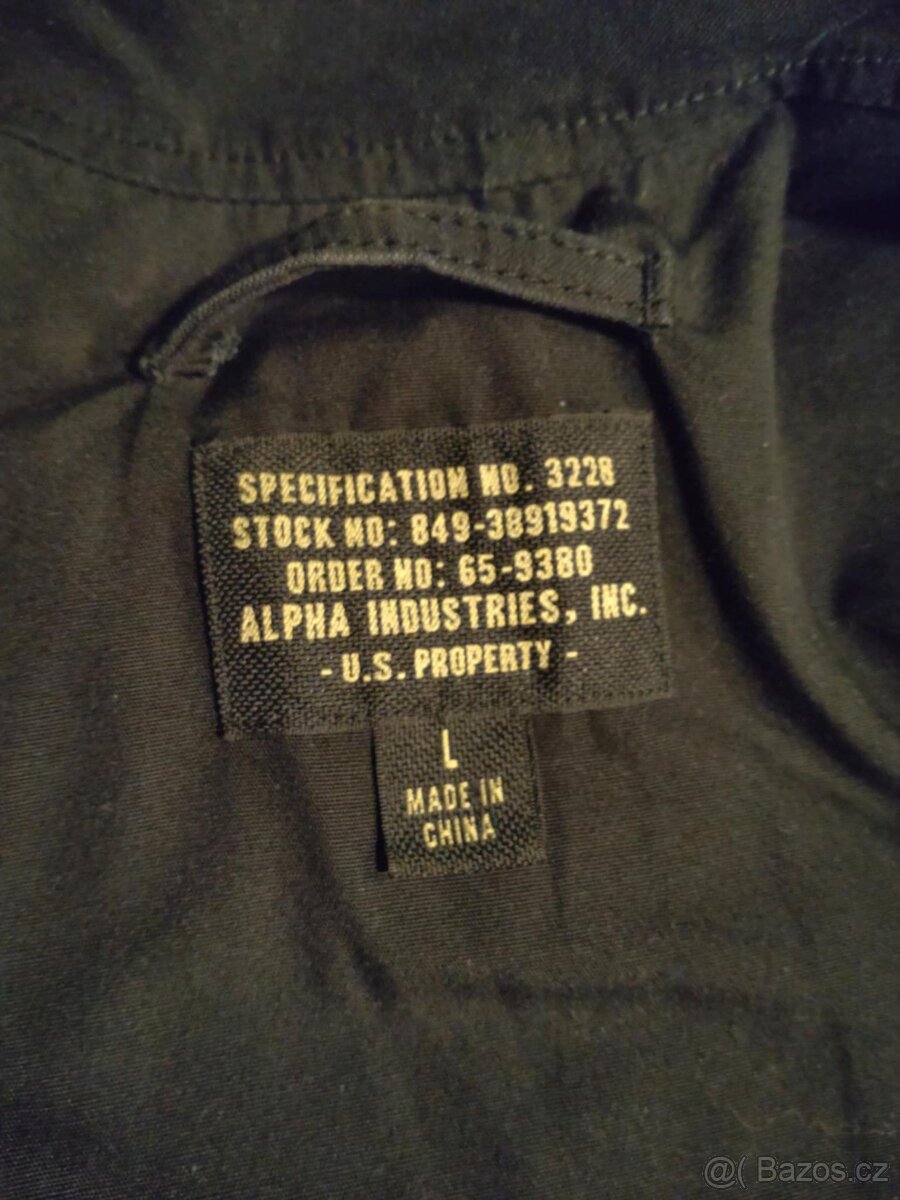 SPECIFICATION NO. 3228
STOCK NO: 849-38919372
ORDER NO: 65-9380
ALPHA INDUSTRIES, INC.
- U.S. PROPERTY -
L
MADE IN
CHINA
@( Bazos.cz